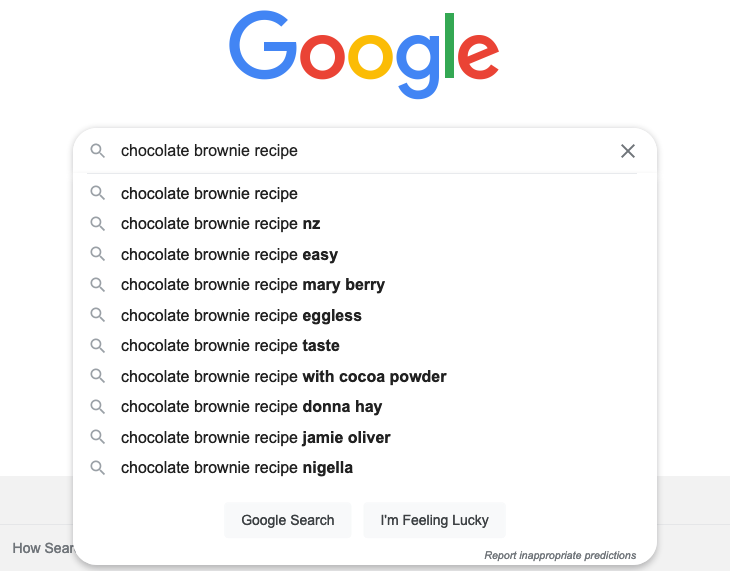 Google
chocolate brownie recipe
chocolate brownie recipe
chocolate brownie recipe nz
chocolate brownie recipe easy
chocolate brownie recipe mary berry
chocolate brownie recipe eggless
chocolate brownie recipe taste
chocolate brownie recipe with cocoa powder
chocolate brownie recipe donna hay
chocolate brownie recipe jamie oliver
chocolate brownie recipe nigella
Google Search I'm Feeling Lucky
How Sear
Report inappropriate predictions